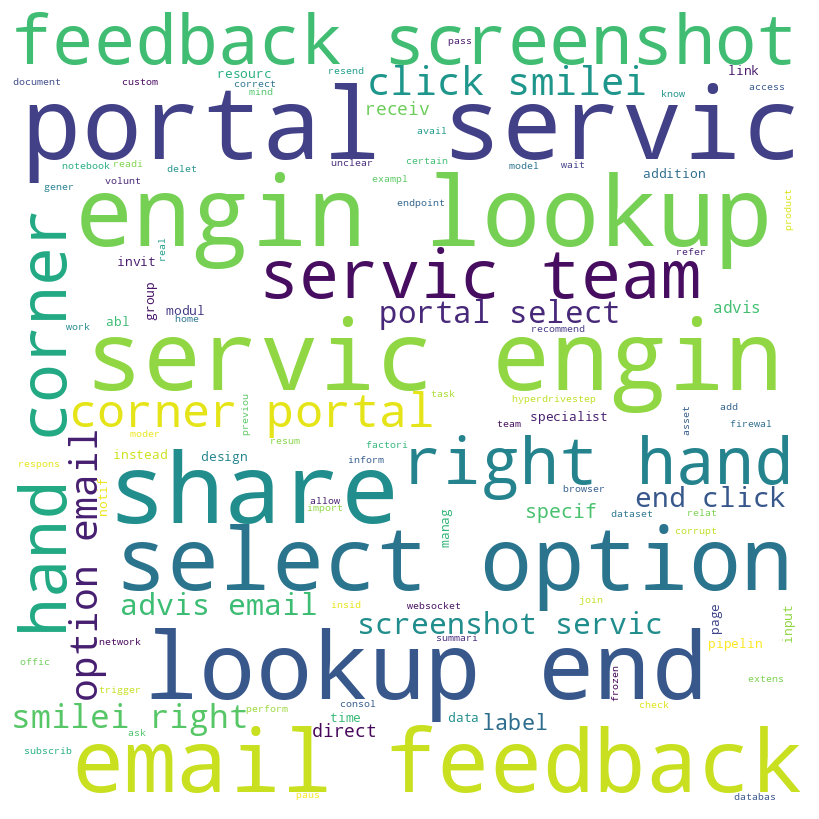 feedback screenshot
pass
document
custom
resourc
correct
resend
mind
click smilei
link
know
access
portal servic
receiv
avail
notebook
readi
delet
unclear
certain
model
wait
addition
gener
volunt
exampl
endpoint
engin lookup
product
hand corner
real
invit
servic team
refer
group
modul
portal select
advis
work
abl
home
recommend
servic engin
corner portal
previou
task
hyperdrivestep
specialist
asset
add
firewal
team
moder
resum
factori
respons
option email
instead
design
inform
right hand
notif
share
allow
import
browser
end click
specif
dataset
relat
manag
corrupt
select option
advis email
insid
websocket
join
screenshot servic
page
input
network
summari
pipelin
lookup end
offic
trigger
consol
frozen
extens
check
smilei right
perform
time
direct
data
label
ask
subscrib
email feedback
paus
databas